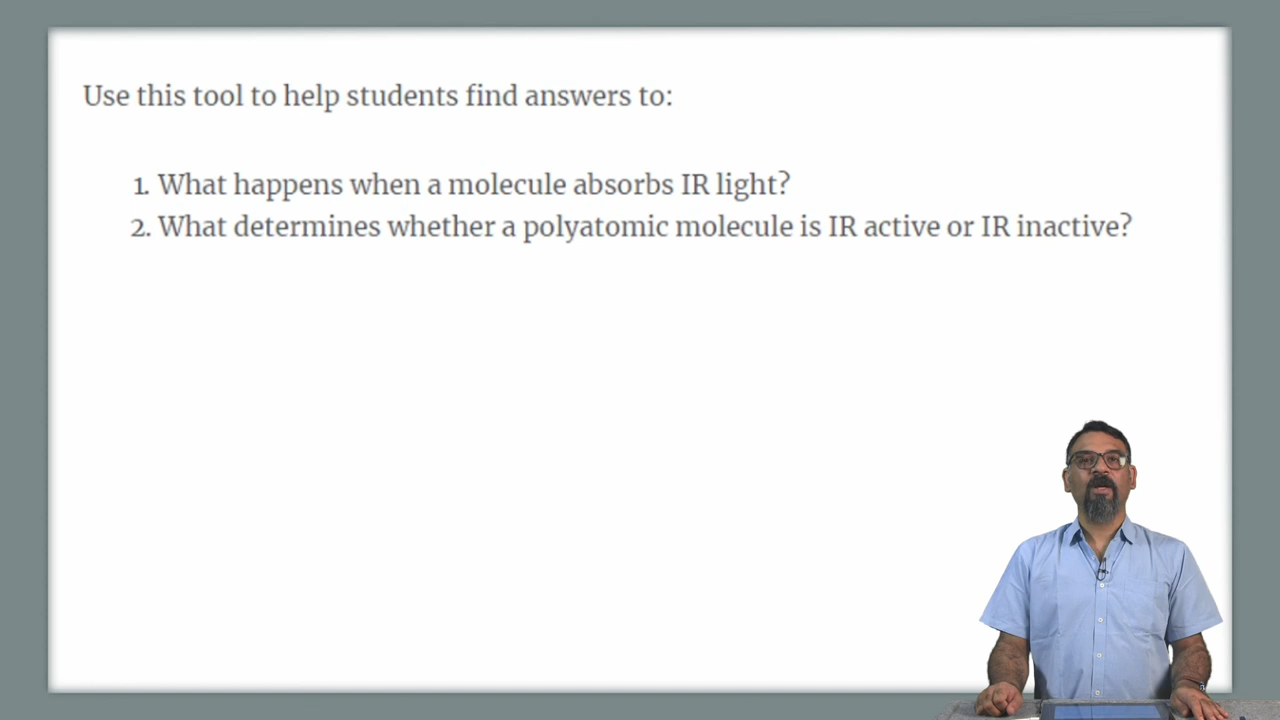 Use this tool to help students find answers to:
1. What happens when a molecule absorbs IR light?
2. What determines whether a polyatomic molecule is IR active or IR inactive?